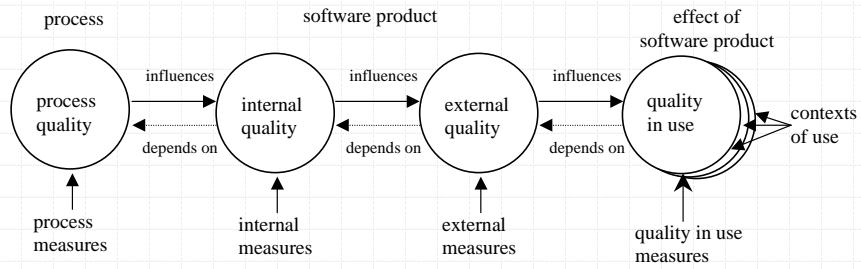 process
software product
effect of
software product
influences
influences
influences
process
quality
internal
quality
external
quality
quality
in use
contexts
of use
depends on
depends on
depends on
process
measures
internal
measures
external
measures
quality in use
measures